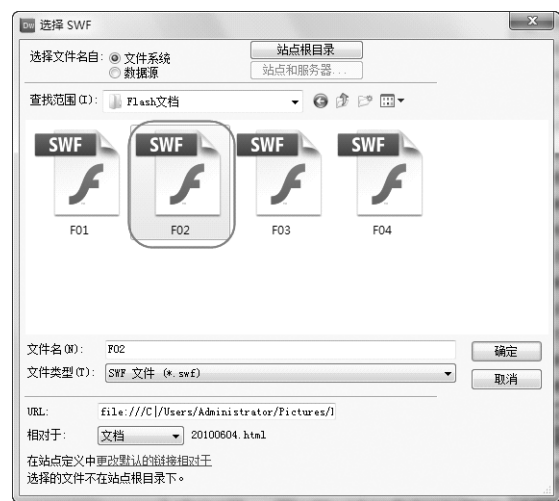 Dw 选择 SWF x
选择文件名自: 文件系统 站点根目录
数据源 站点和服务器...
查找范围(I): Flash文档
SWF SWF SWF SWF
F01 F02 F03 F04
文件名(N): F02 确定
文件类型(T): SWF 文件 (*.swf) 取消
URL: file:///C|/Users/Administrator/Pictures/
相对于: 文档 20100604.html
在站点定义中更改默认的链接相对于
选择的文件不在站点根目录下。